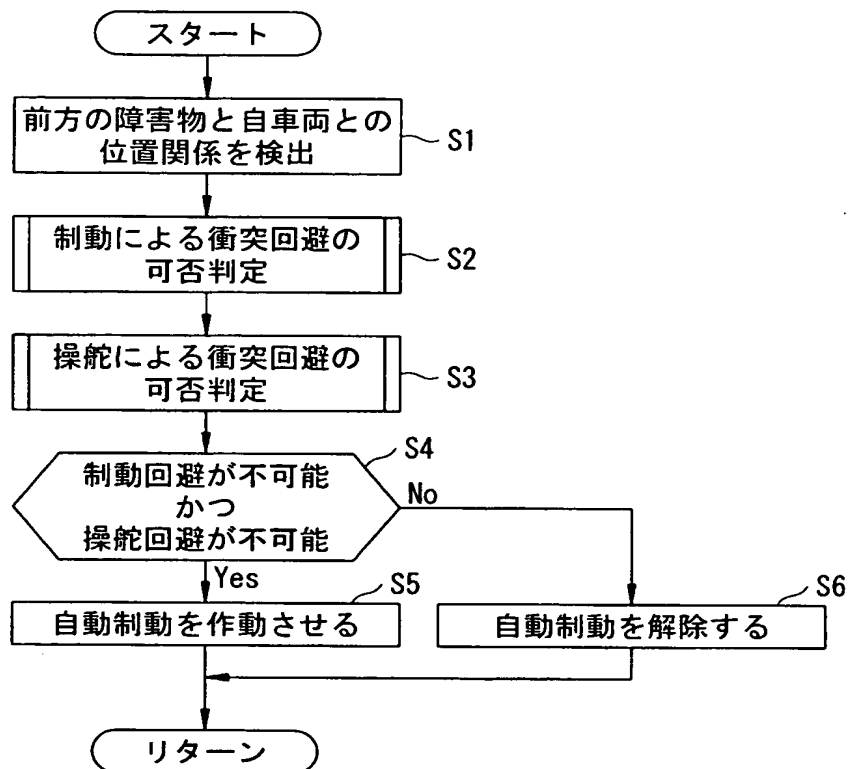 スタート
前方の障害物と自車両との
位置関係を検出
S1
制動による衝突回避の
可否判定
S2
操舵による衝突回避の
可否判定
S3
S4
制動回避が不可能
かつ
操舵回避が不可能
No
Yes
S5
自動制動を作動させる
S6
自動制動を解除する
リターン